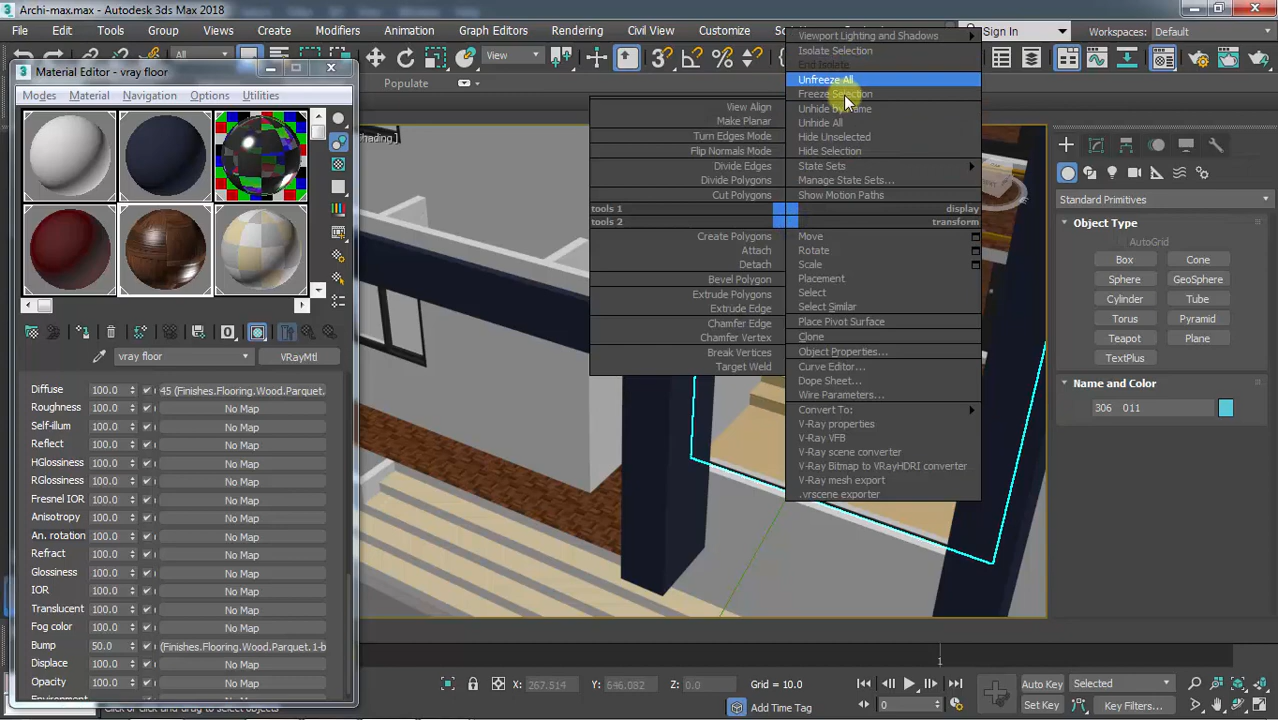 Archi-max.max - Autodesk 3ds Max 2018
File Edit Tools Group Views Create Modifiers Animation Graph Editors Rendering Civil View Customize
Sign In Workspaces: Default
All View
Material Editor - vray floor
Populate
Modes Material Navigation Options Utilities
hading]
vray floor VRayMtl
Diffuse 100.0 45 (Finishes.Flooring.Wood.Parquet.
Roughness 100.0 No Map
Self-illum 100.0 No Map
Reflect 100.0 No Map
HGlossiness 100.0 No Map
RGlossiness 100.0 No Map
Fresnel IOR 100.0 No Map
Anisotropy 100.0 No Map
An. rotation 100.0 No Map
Refract 100.0 No Map
Glossiness 100.0 No Map
IOR 100.0 No Map
Translucent 100.0 No Map
Fog color 100.0 No Map
Bump 50.0 (Finishes.Flooring.Wood.Parquet.1-b
Displace 100.0 No Map
Opacity 100.0 No Map
View Align
Make Planar
Turn Edges Mode
Flip Normals Mode
Divide Edges
Divide Polygons
Cut Polygons
tools 1
tools 2
Create Polygons
Attach
Detach
Bevel Polygon
Extrude Polygons
Extrude Edge
Chamfer Edge
Chamfer Vertex
Break Vertices
Target Weld
Viewport Lighting and Shadows
Isolate Selection
End Isolate
Unfreeze All
Freeze Selection
Unhide by Name
Unhide All
Hide Unselected
Hide Selection
State Sets
Manage State Sets...
Show Motion Paths
display
transform
Move
Rotate
Scale
Placement
Select
Select Similar
Place Pivot Surface
Clone
Object Properties...
Curve Editor...
Dope Sheet...
Wire Parameters...
Convert To:
V-Ray properties
V-Ray VFB
V-Ray scene converter
V-Ray Bitmap to VRayHDRI converter
V-Ray mesh export
.vrscene exporter
Standard Primitives
Object Type
AutoGrid
Box Cone
Sphere GeoSphere
Cylinder Tube
Torus Pyramid
Teapot Plane
TextPlus
Name and Color
306 011
1
X: 267.514 Y: 546.082 Z: 0.0 Grid = 10.0
Auto Key Selected
Add Time Tag
0 Set Key Key Filters...